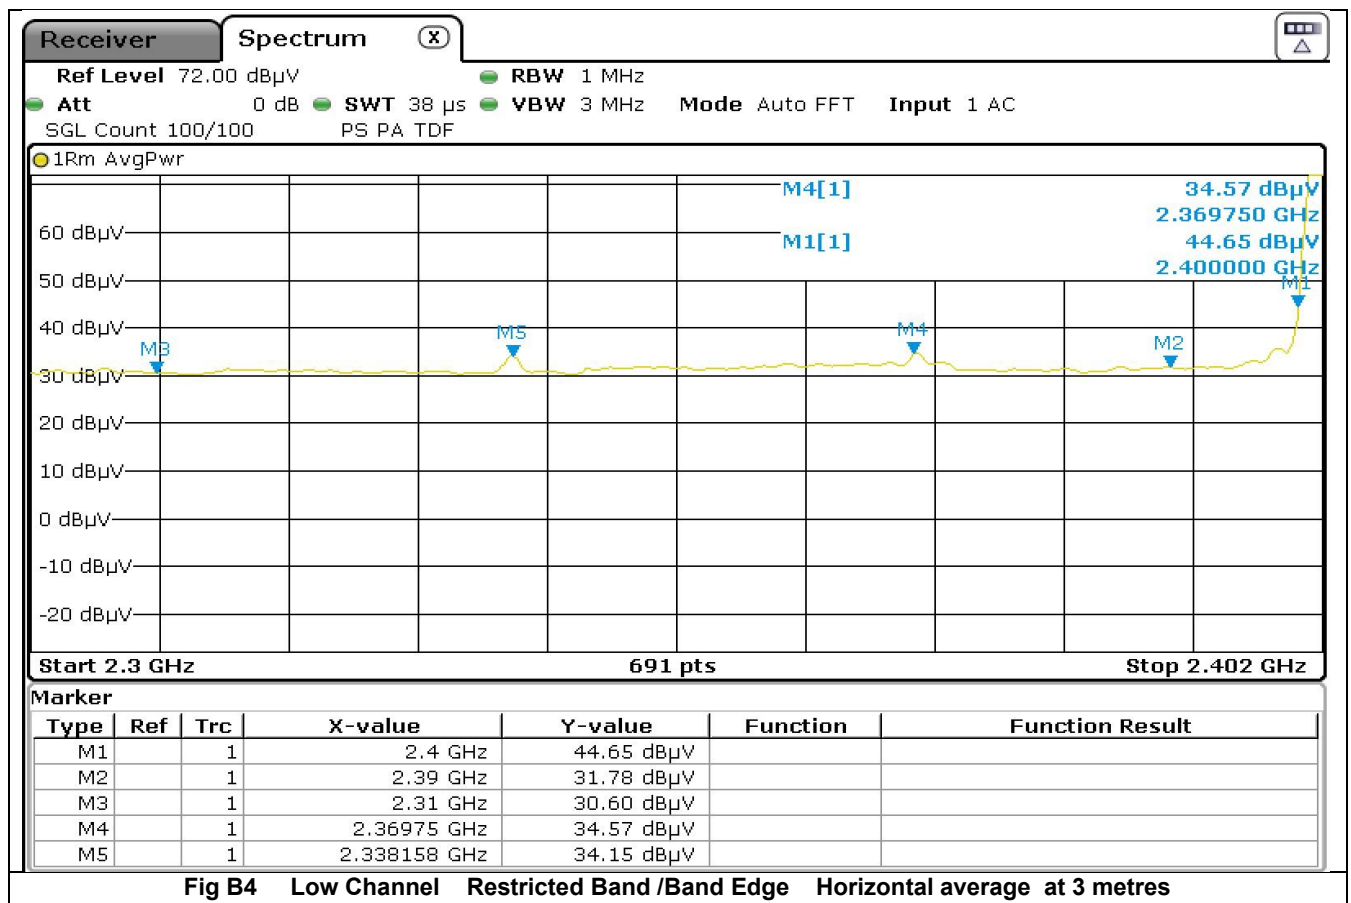 Receiver Spectrum X
Ref Level 72.00 dBµV RBW 1 MHz
Att 0 dB SWT 38 µs VBW 3 MHz Mode Auto FFT Input 1 AC
SGL Count 100/100 PS PA TDF
1Rm AvgPwr
M4[1] 34.57 dBµV
2.369750 GHz
M1[1] 44.65 dBµV
2.400000 GHz
60 dBµV
50 dBµV
40 dBµV
30 dBµV
20 dBµV
10 dBµV
0 dBµV
-10 dBµV
-20 dBµV
M3
M5
M4
M2
M1
Start 2.3 GHz 691 pts Stop 2.402 GHz
Marker
Type Ref Trc X-value Y-value Function Function Result
M1 1 2.4 GHz 44.65 dBµV
M2 1 2.39 GHz 31.78 dBµV
M3 1 2.31 GHz 30.60 dBµV
M4 1 2.36975 GHz 34.57 dBµV
M5 1 2.338158 GHz 34.15 dBµV
Fig B4 Low Channel Restricted Band /Band Edge Horizontal average at 3 metres